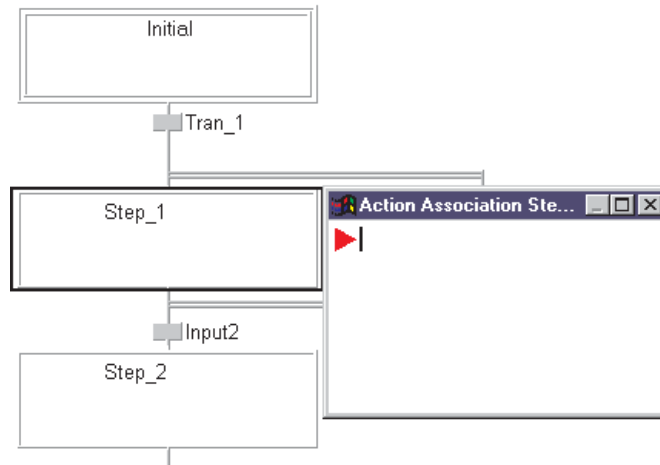 Initial
Tran_1
Step_1
Action Association Ste...
Input2
Step_2